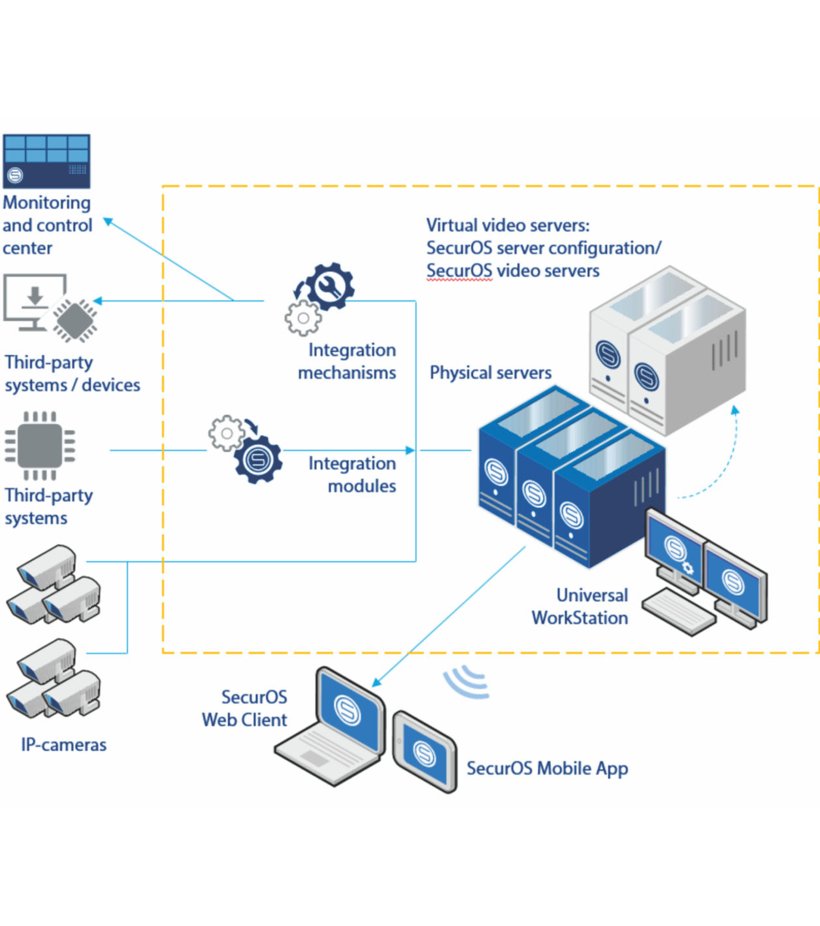 Monitoring
and control
center
Virtual video servers:
SecurOS server configuration/
SecurOS video servers
Third-party
systems / devices
Integration
mechanisms
Physical servers
Integration
modules
Third-party
systems
Universal
WorkStation
SecurOS
Web Client
IP-cameras
SecurOS Mobile App